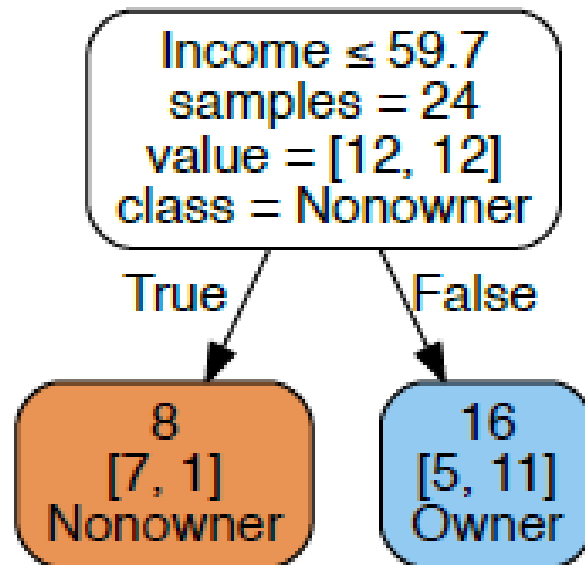 Income ≤ 59.7
samples = 24
value = [12, 12]
class = Nonowner
True
False
8
[7, 1]
Nonowner
16
[5, 11]
Owner